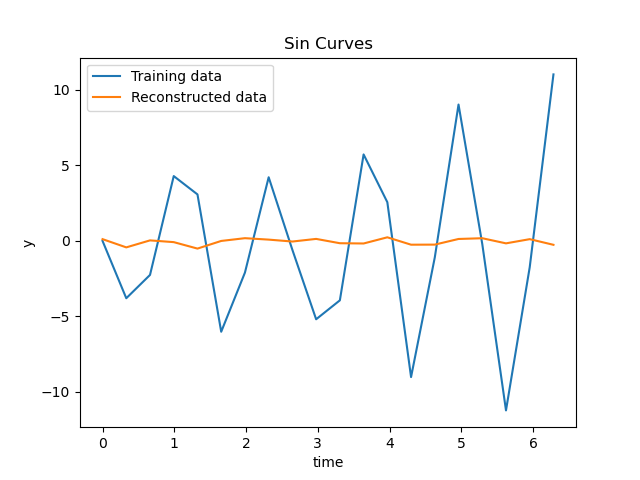 Sin Curves
Training data
Reconstructed data
10
5
0
−5
−10
y
0 1 2 3 4 5 6
time